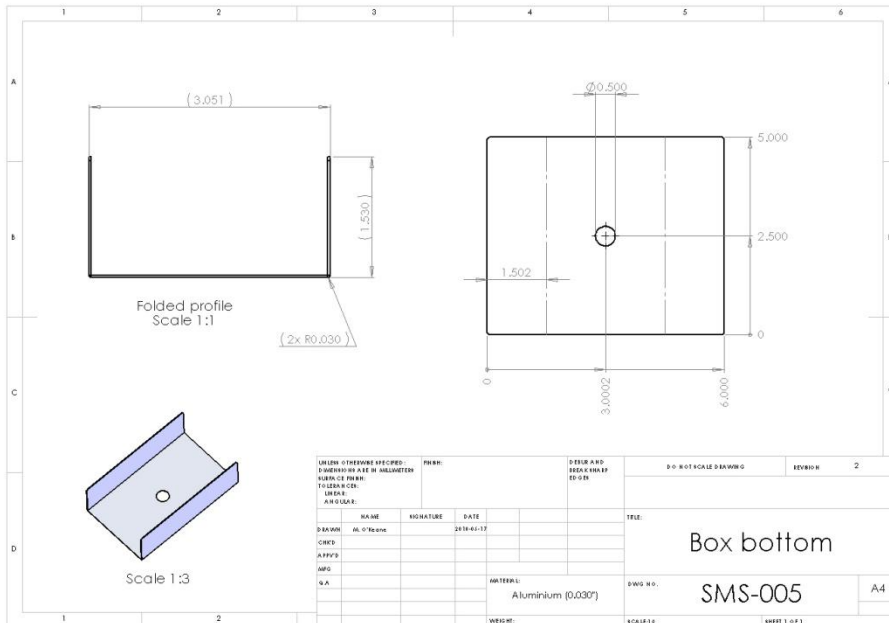 1 2 3 4 5 6
A
B
C
D
( 3.051 )
( 1.530 )
Folded profile
Scale 1:1
( 2x R0.030 )
Ø0.500
5.000
2.500
0
1.502
0
3.0002
6.000
Scale 1:3
UNLESS OTHERWISE SPECIFIED:
DIMENSIONS ARE IN MILLIMETERS
SURFACE FINISH:
TOLERANCES:
LINEAR:
ANGULAR:
FINISH:
DEBUR AND
BREAK SHARP
EDGES
DO NOT SCALE DRAWING
REVISION 2
NAME SIGNATURE DATE
DRAWN M. O'Keane
CHK'D
APPV'D
MFG
Q.A
TITLE:
Box bottom
MATERIAL:
Aluminium (0.030")
DWG NO.
SMS-005
A4
WEIGHT:
SHEET 1 OF 1
1 2